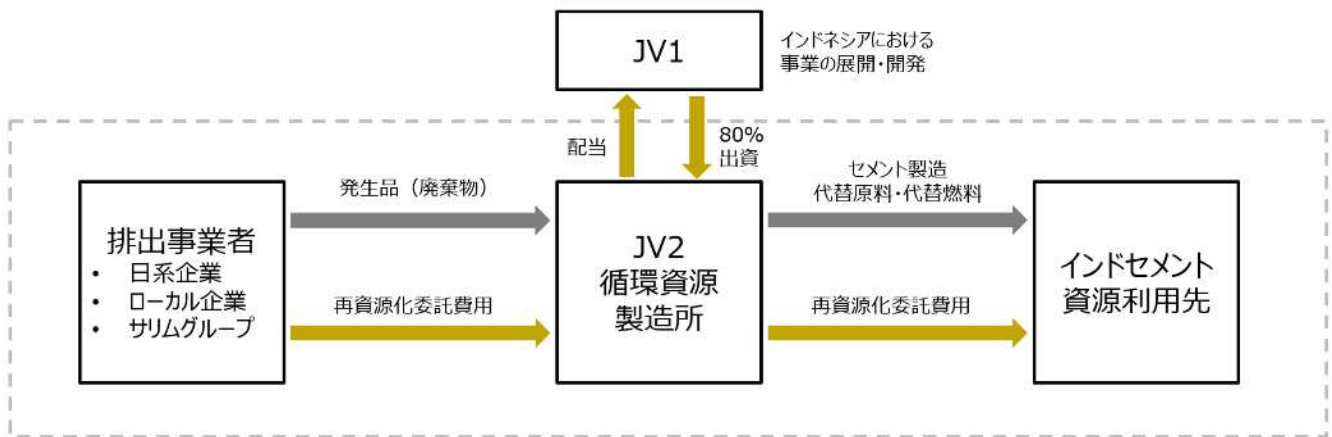 JV1
インドネシアにおける
事業の展開・開発
配当
80%
出資
発生品（廃棄物）
セメント製造
代替原料・代替燃料
排出事業者
• 日系企業
• ローカル企業
• サリムグループ
JV2
循環資源
製造所
インドセメント
資源利用先
再資源化委託費用
再資源化委託費用